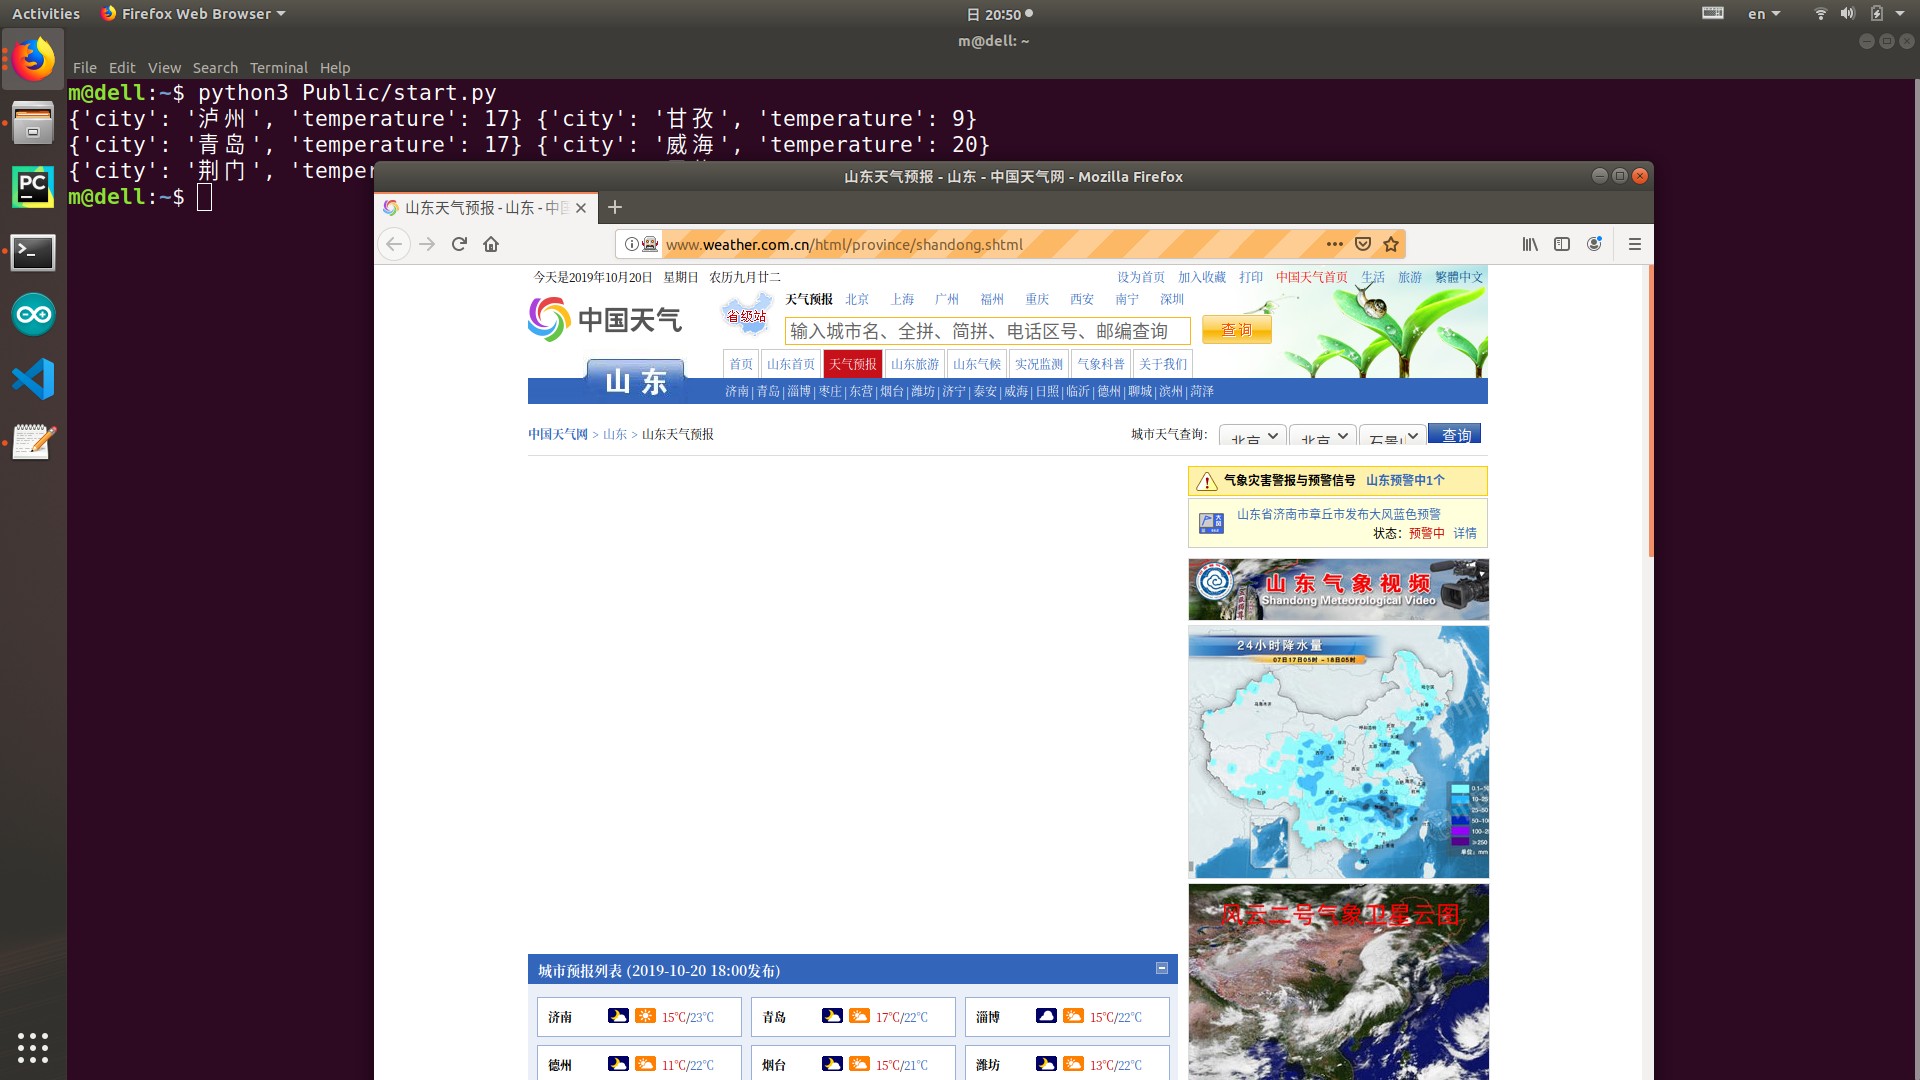 Activities Firefox Web Browser 日 20:50 en
m@dell: ~
File Edit View Search Terminal Help
m@dell:~$ python3 Public/start.py
{'city': '泸州', 'temperature': 17} {'city': '甘孜', 'temperature': 9}
{'city': '青岛', 'temperature': 17} {'city': '威海', 'temperature': 20}
{'city': '荆门', 'temper
m@dell:~$
山东天气预报 - 山东 - 中国天气网 - Mozilla Firefox
山东天气预报 - 山东 - 中国
www.weather.com.cn/html/province/shandong.shtml
今天是2019年10月20日 星期日 农历九月廿二 设为首页 加入收藏 打印 中国天气首页 生活 旅游 繁體中文
中国天气 省级站 天气预报 北京 上海 广州 福州 重庆 西安 南宁 深圳
输入城市名、全拼、简拼、电话区号、邮编查询 查询
首页 山东首页 天气预报 山东旅游 山东气候 实况监测 气象科普 关于我们
山东
济南|青岛|淄博|枣庄|东营|烟台|潍坊|济宁|泰安|威海|日照|临沂|德州|聊城|滨州|菏泽
中国天气网 > 山东 > 山东天气预报 城市天气查询: 北京 北京 石景山 查询
气象灾害警报与预警信号 山东预警中1个
山东省济南市章丘市发布大风蓝色预警
状态: 预警中 详情
山东气象视频
Shandong Meteorological Video
24小时降水量
07日17日05时 -18日05时
风云二号气象卫星云图
城市预报列表 (2019-10-20 18:00发布)
济南 15℃/23℃ 青岛 17℃/22℃ 淄博 15℃/22℃
德州 11℃/22℃ 烟台 15℃/21℃ 潍坊 13℃/22℃